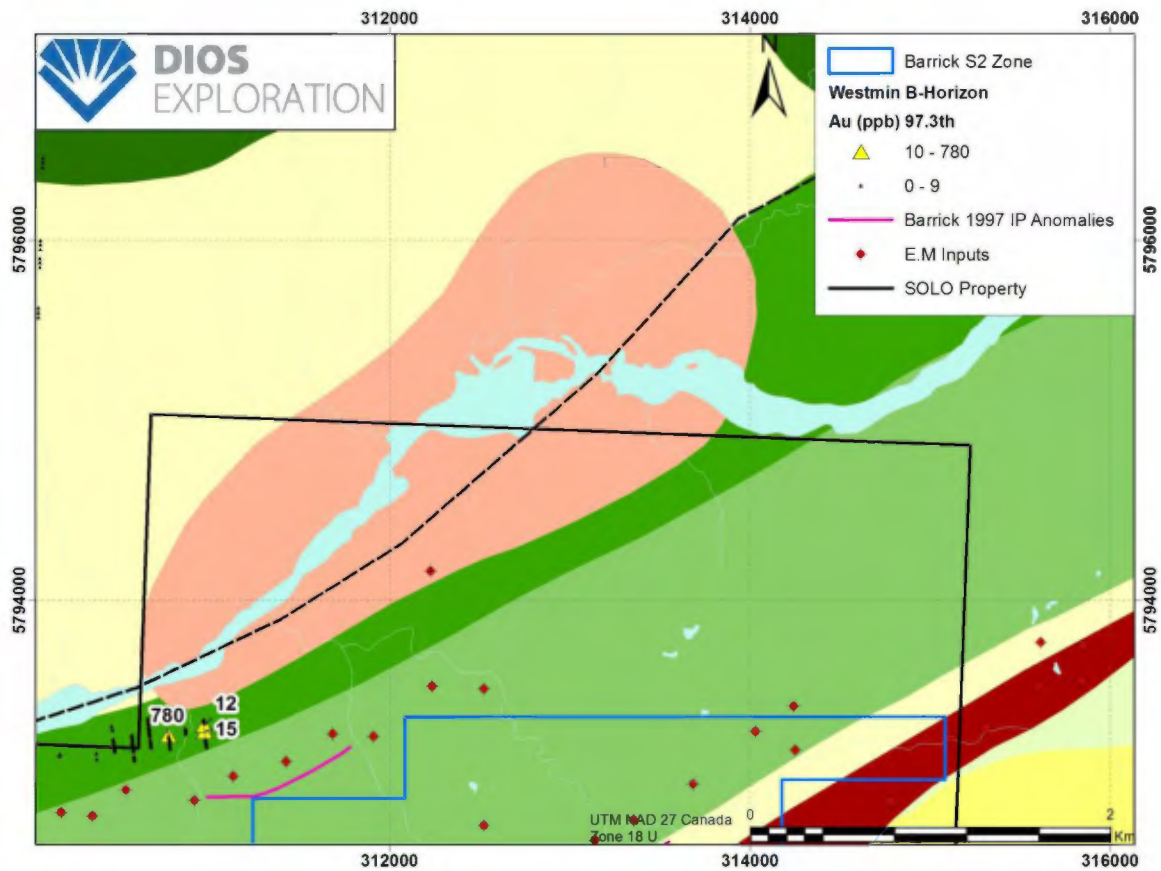 312000
314000
316000
DIOS
EXPLORATION
N
Barrick S2 Zone
Westmin B-Horizon
Au (ppb) 97.3th
10 - 780
0 - 9
Barrick 1997 IP Anomalies
E.M Inputs
SOLO Property
5796000
5796000
5794000
5794000
780
12
15
UTM NAD 27 Canada
Zone 18 U
0
2
Km
312000
314000
316000